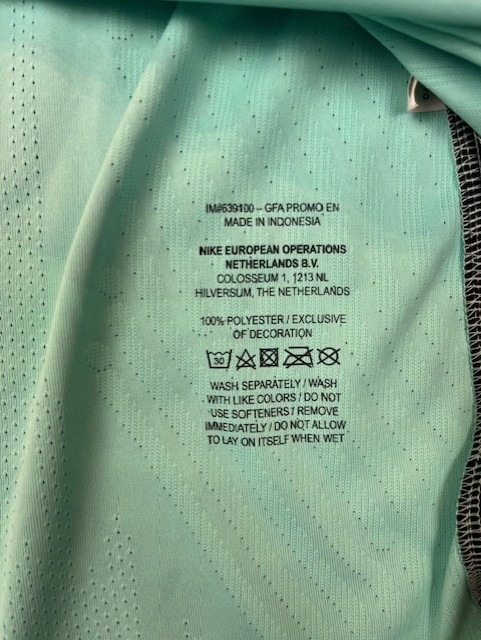 IM#639100 – GFA PROMO EN
MADE IN INDONESIA
NIKE EUROPEAN OPERATIONS
NETHERLANDS B.V.
COLOSSEUM 1, 1213 NL
HILVERSUM, THE NETHERLANDS
100% POLYESTER / EXCLUSIVE
OF DECORATION
30
WASH SEPARATELY / WASH
WITH LIKE COLORS / DO NOT
USE SOFTENERS / REMOVE
IMMEDIATELY / DO NOT ALLOW
TO LAY ON ITSELF WHEN WET